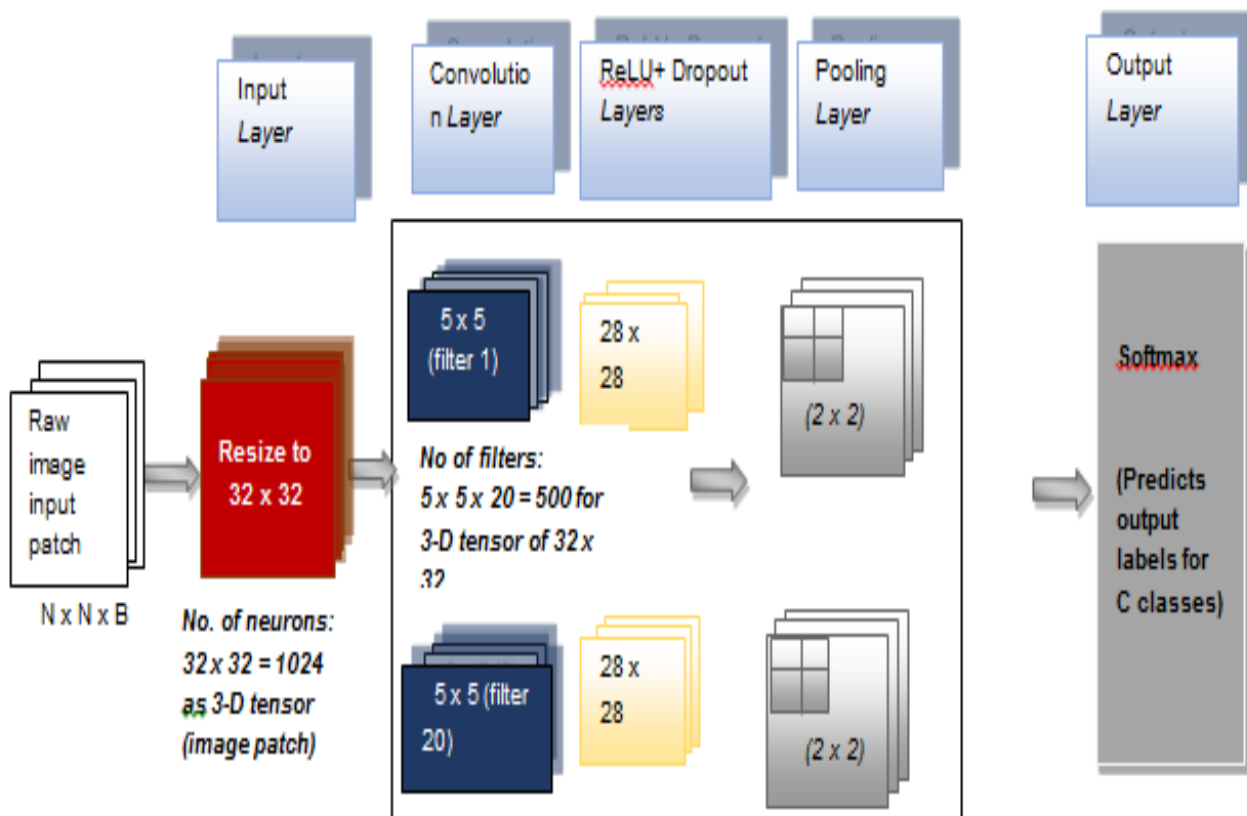 Input
Layer
Convolutio
n Layer
ReLU+ Dropout
Layers
Pooling
Layer
Output
Layer
Raw
image
input
patch
N x N x B
Resize to
32 x 32
No. of neurons:
32 x 32 = 1024
as 3-D tensor
(image patch)
5 x 5
(filter 1)
28 x
28
(2 x 2)
No of filters:
5 x 5 x 20 = 500 for
3-D tensor of 32 x
32
5 x 5 (filter
20)
28 x
28
(2 x 2)
Softmax
(Predicts
output
labels for
C classes)